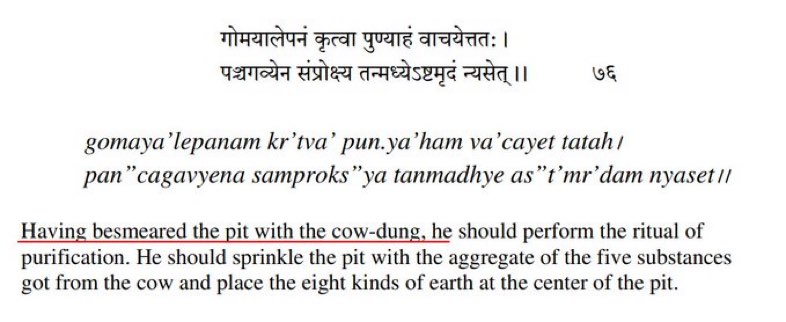 गोमयालेपनं कृत्वा पुण्याहं वाचयेत्ततः।
पञ्चगव्येन संप्रोक्ष्य तन्मध्येऽष्टमृदं न्यसेत्॥ ७६
gomaya'lepanam kr'tva' pun.ya'ham va'cayet tatah/
pan"cagavyena samproks"ya tanmadhye as"t'mr'dam nyaset//
Having besmeared the pit with the cow-dung, he should perform the ritual of
purification. He should sprinkle the pit with the aggregate of the five substances
got from the cow and place the eight kinds of earth at the center of the pit.